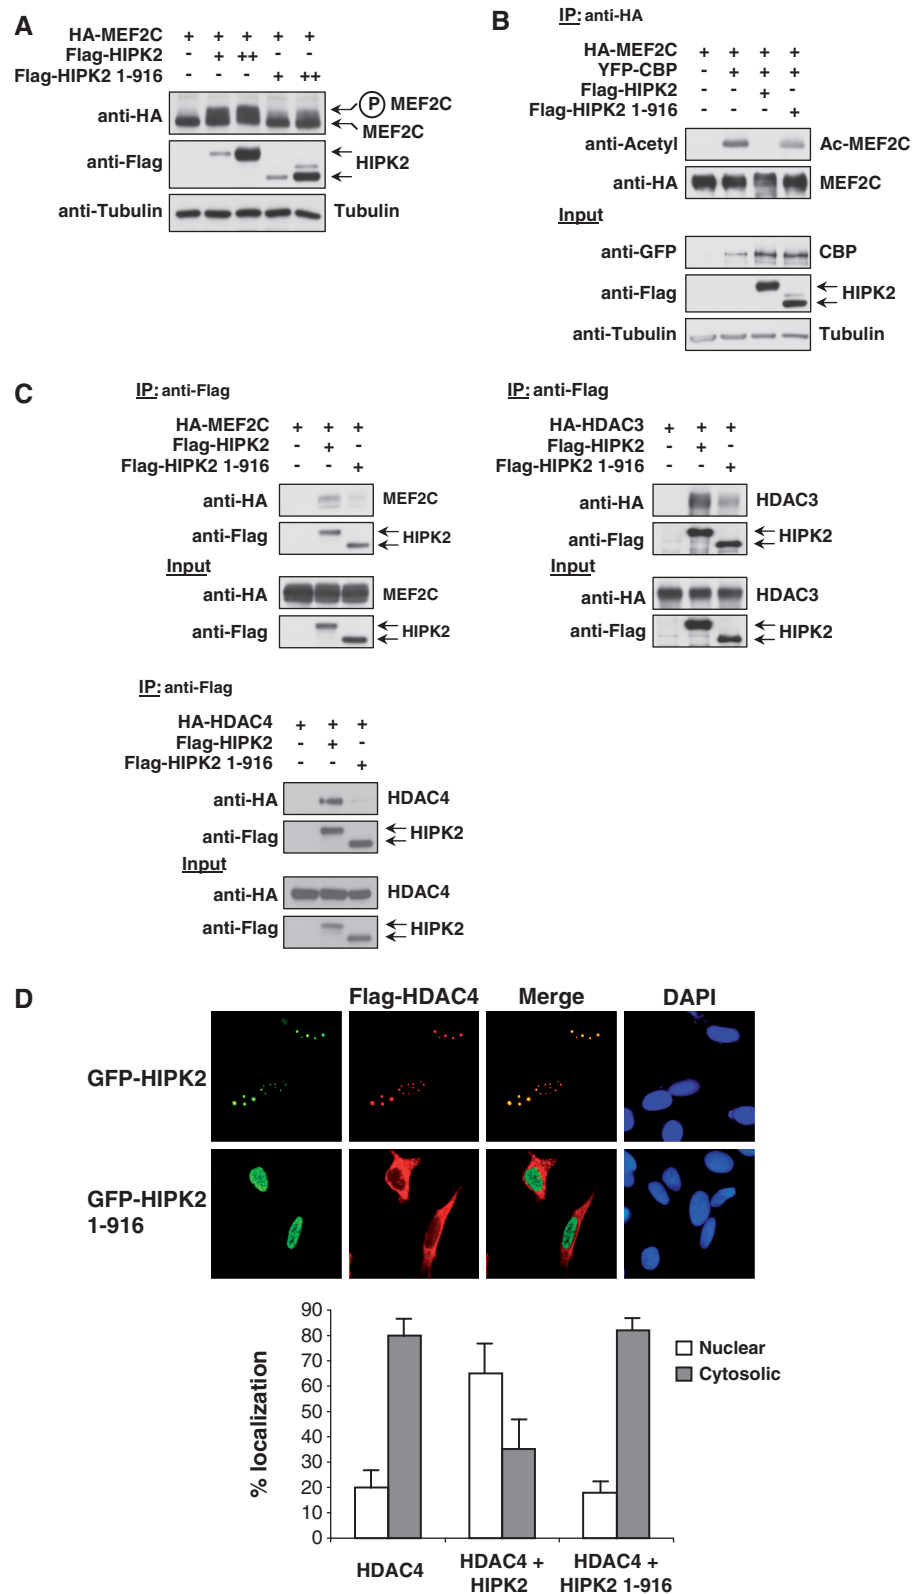 A
HA-MEF2C + + + + +
Flag-HIPK2 - + ++ - -
Flag-HIPK2 1-916 - - - + ++
anti-HA
P MEF2C
MEF2C
anti-Flag
HIPK2
anti-Tubulin
Tubulin
B
IP: anti-HA
HA-MEF2C + + + +
YFP-CBP - + + +
Flag-HIPK2 - - + -
Flag-HIPK2 1-916 - - - +
anti-Acetyl
Ac-MEF2C
anti-HA
MEF2C
Input
anti-GFP
CBP
anti-Flag
HIPK2
anti-Tubulin
Tubulin
C
IP: anti-Flag
HA-MEF2C + + +
Flag-HIPK2 - + -
Flag-HIPK2 1-916 - - +
anti-HA
MEF2C
anti-Flag
HIPK2
Input
anti-HA
MEF2C
anti-Flag
HIPK2
IP: anti-Flag
HA-HDAC3 + + +
Flag-HIPK2 - + -
Flag-HIPK2 1-916 - - +
anti-HA
HDAC3
anti-Flag
HIPK2
Input
anti-HA
HDAC3
anti-Flag
HIPK2
IP: anti-Flag
HA-HDAC4 + + +
Flag-HIPK2 - + -
Flag-HIPK2 1-916 - - +
anti-HA
HDAC4
anti-Flag
HIPK2
Input
anti-HA
HDAC4
anti-Flag
HIPK2
D
Flag-HDAC4 Merge DAPI
GFP-HIPK2
GFP-HIPK2
1-916
% localization
90
80
70
60
50
40
30
20
10
0
Nuclear
Cytosolic
HDAC4
HDAC4 +
HIPK2
HDAC4 +
HIPK2 1-916